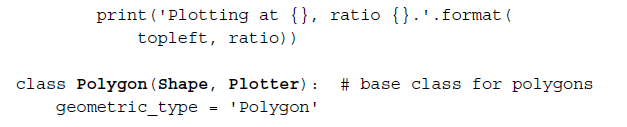 print('Plotting at {}, ratio {}.'.format(
topleft, ratio))
class Polygon(Shape, Plotter):  # base class for polygons
geometric_type = 'Polygon'